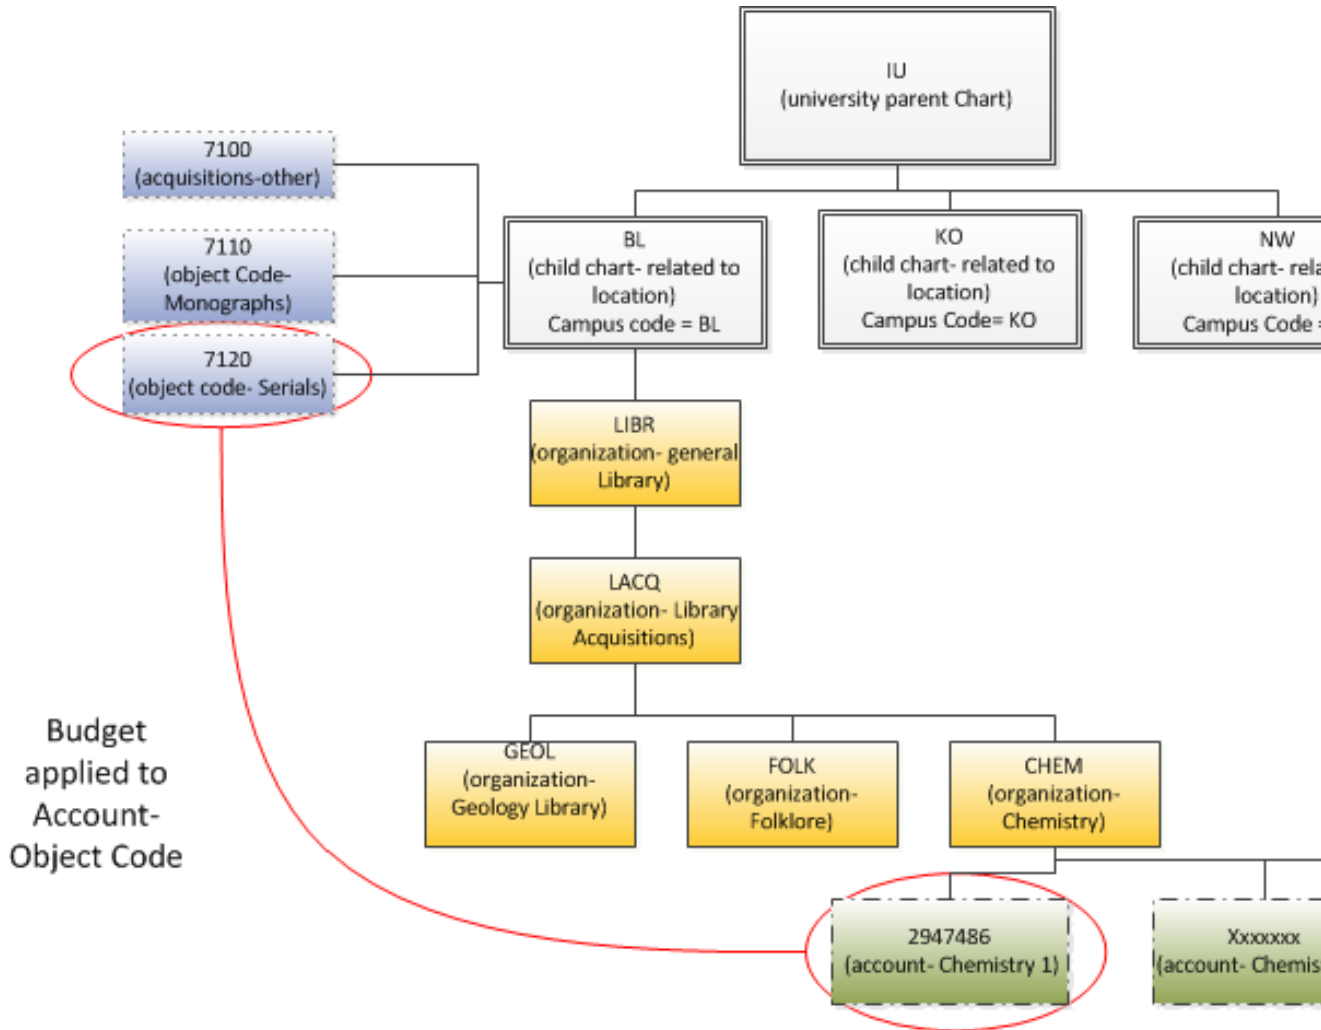 IU
(university parent Chart)
7100
(acquisitions-other)
7110
(object Code-
Monographs)
7120
(object code- Serials)
BL
(child chart- related to
location)
Campus code = BL
KO
(child chart- related to
location)
Campus Code= KO
NW
(child chart- rela
location)
Campus Code =
LIBR
(organization- general
Library)
LACQ
(organization- Library
Acquisitions)
GEOL
(organization-
Geology Library)
FOLK
(organization-
Folklore)
CHEM
(organization-
Chemistry)
Budget
applied to
Account-
Object Code
2947486
(account- Chemistry 1)
Xxxxxxx
(account- Chemis